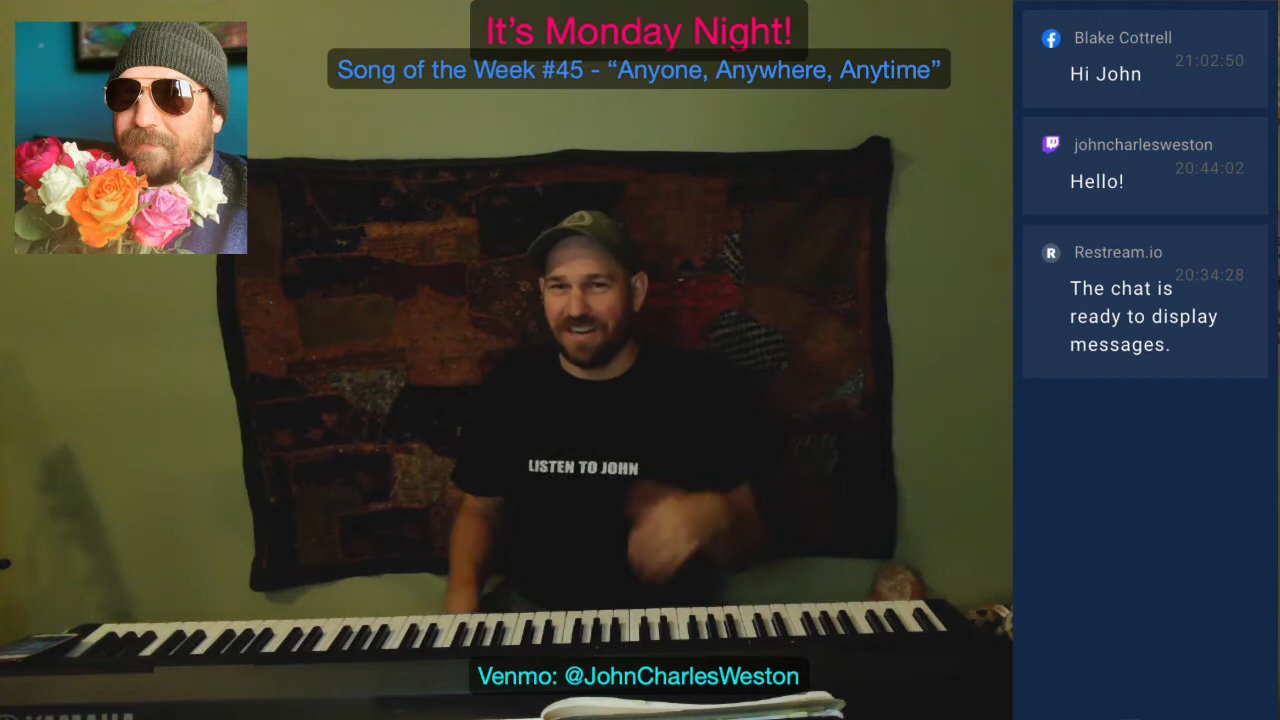 It's Monday Night!
Song of the Week #45 - “Anyone, Anywhere, Anytime”
Blake Cottrell
21:02:50
Hi John
johncharlesweston
20:44:02
Hello!
R
Restream.io
20:34:28
The chat is
ready to display
messages.
LISTEN TO JOHN
Venmo: @JohnCharlesWeston
YAMAHA